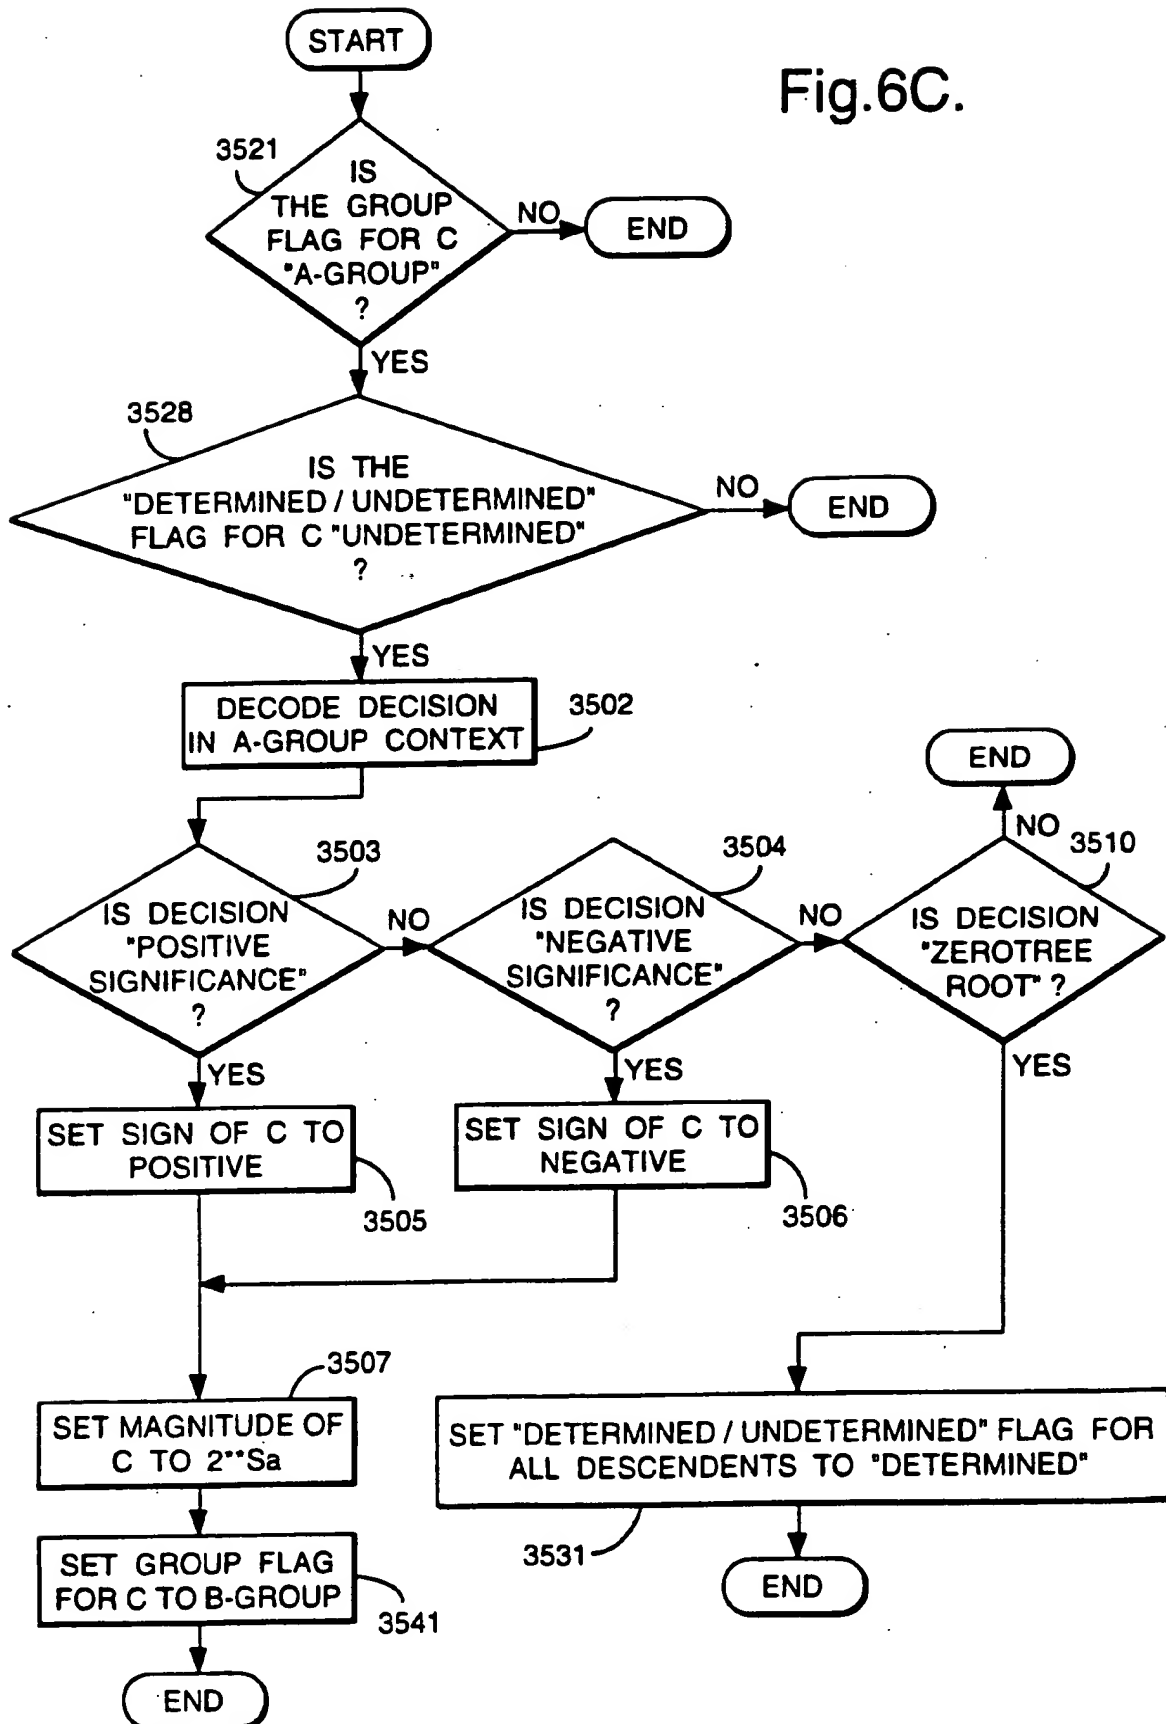 START
Fig.6C.
3521
IS
THE GROUP
FLAG FOR C
"A-GROUP"
?
NO
END
YES
3528
IS THE
"DETERMINED / UNDETERMINED"
FLAG FOR C "UNDETERMINED"
?
NO
END
YES
DECODE DECISION
IN A-GROUP CONTEXT
3502
END
NO
3503
IS DECISION
"POSITIVE
SIGNIFICANCE"
?
NO
3504
IS DECISION
"NEGATIVE
SIGNIFICANCE"
?
NO
3510
IS DECISION
"ZEROTREE
ROOT" ?
YES
YES
YES
SET SIGN OF C TO
POSITIVE
3505
SET SIGN OF C TO
NEGATIVE
3506
3507
SET MAGNITUDE OF
C TO 2**Sa
SET "DETERMINED / UNDETERMINED" FLAG FOR
ALL DESCENDENTS TO "DETERMINED"
3531
SET GROUP FLAG
FOR C TO B-GROUP
3541
END
END